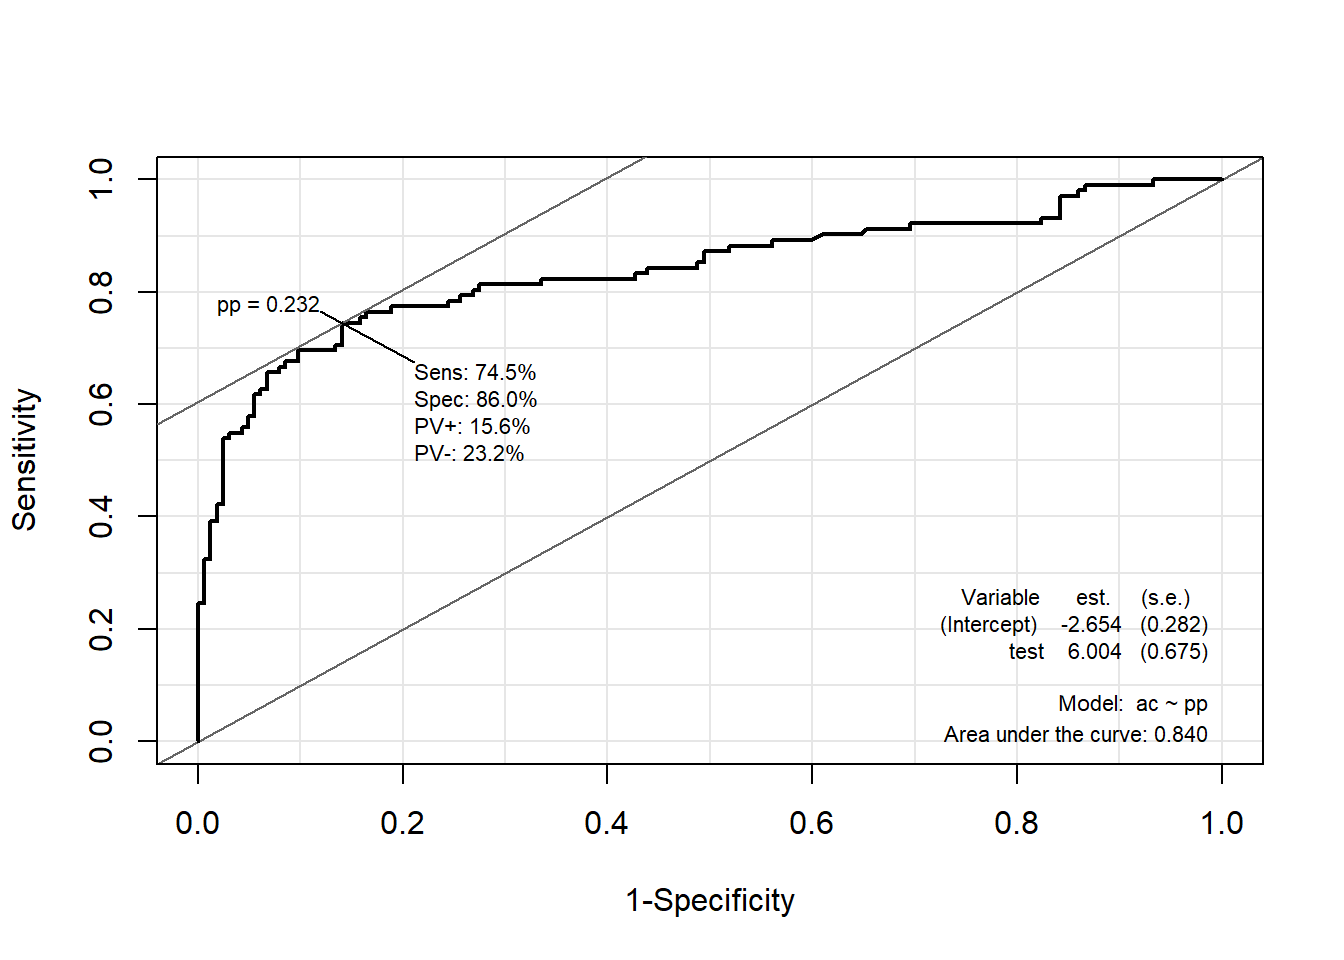 pp = 0.232
Sens: 74.5%
Spec: 86.0%
PV+: 15.6%
PV-: 23.2%
Variable est. (s.e.)
(Intercept) -2.654 (0.282)
test 6.004 (0.675)
Model: ac ~ pp
Area under the curve: 0.840
Sensitivity
0.0 0.2 0.4 0.6 0.8 1.0
0.0 0.2 0.4 0.6 0.8 1.0
1-Specificity